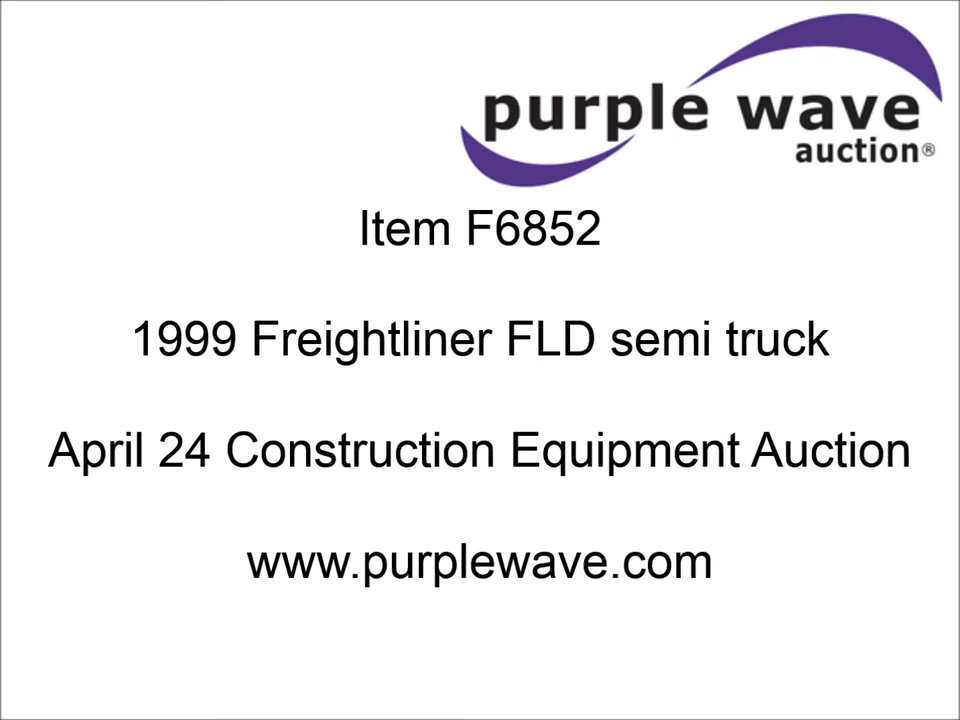 purple wave
auction®
Item F6852
1999 Freightliner FLD semi truck
April 24 Construction Equipment Auction
www.purplewave.com